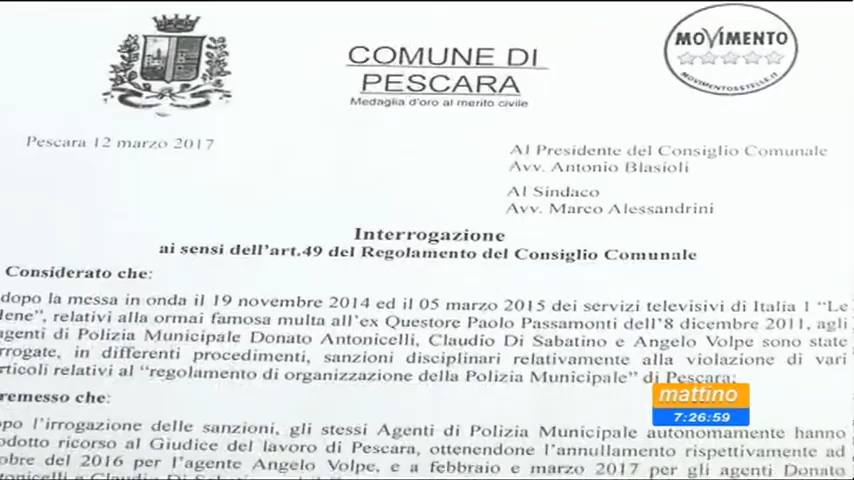 COMUNE DI
PESCARA
Medaglia d'oro al merito civile
MOVIMENTO
MOVIMENTO5STELLE.IT
Pescara 12 marzo 2017
Al Presidente del Consiglio Comunale
Avv. Antonio Blasioli
Al Sindaco
Avv. Marco Alessandrini
Interrogazione
ai sensi dell'art.49 del Regolamento del Consiglio Comunale
Considerato che:
dopo la messa in onda il 19 novembre 2014 ed il 05 marzo 2015 dei servizi televisivi di Italia 1 "Le
Iene", relativi alla ormai famosa multa all'ex Questore Paolo Passamonti dell'8 dicembre 2011, agli
agenti di Polizia Municipale Donato Antonicelli, Claudio Di Sabatino e Angelo Volpe sono state
rrogate, in differenti procedimenti, sanzioni disciplinari relativamente alla violazione di vari
rticoli relativi al "regolamento di organizzazione della Polizia Municipale" di Pescara;
remesso che:
opo l'irrogazione delle sanzioni, gli stessi Agenti di Polizia Municipale autonomamente hanno
odotto ricorso al Giudice del lavoro di Pescara, ottenendone l'annullamento rispettivamente ad
obre del 2016 per l'agente Angelo Volpe, e a febbraio e marzo 2017 per gli agenti Donato
mattino
7:26:59